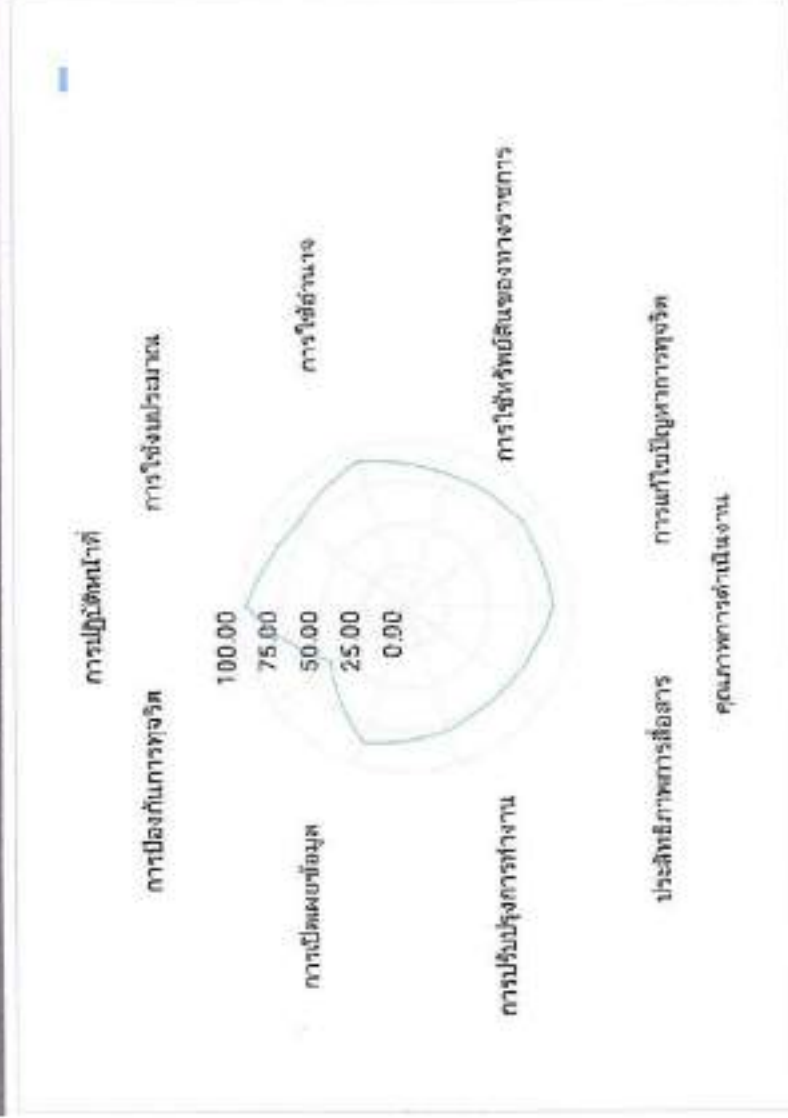 การปฏิบัติหน้าที่
การป้องกันการทุจริต
การใช้งบประมาณ
100.00
75.00
50.00
25.00
0.00
การเปิดเผยข้อมูล
การใช้อำนาจ
การปรับปรุงการทำงาน
การใช้ทรัพย์สินของทางราชการ
ประสิทธิภาพการสื่อสาร
การแก้ไขปัญหาการทุจริต
คุณภาพการดำเนินงาน